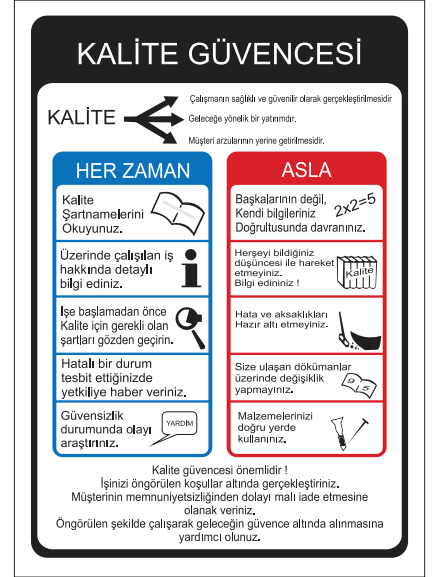 KALİTE GÜVENCESİ
KALİTE
Çalışmanın sağlıklı ve güvenilir olarak gerçekleştirilmesidir
Geleceğe yönelik bir yatırımdır.
Müşteri arzularının yerine getirilmesidir.
HER ZAMAN
Kalite
Şartnamelerini
Okuyunuz.
Üzerinde çalışılan iş
hakkında detaylı
bilgi ediniz.
İşe başlamadan önce
Kalite için gerekli olan
şartları gözden geçirin.
Hatalı bir durum
tesbit ettiğinizde
yetkiliye haber veriniz.
Güvensizlik
durumunda olayı
araştırınız.
YARDIM
ASLA
Başkalarının değil,
Kendi bilgileriniz
Doğrultusunda davranınız.
2x2=5
Herşeyi bildiğiniz
düşüncesi ile hareket
etmeyiniz.
Bilgi edininiz !
Kalite
Hata ve aksaklıkları
Hazır altı etmeyiniz.
Size ulaşan dökümanlar
üzerinde değişiklik
yapmayınız.
9 5
Malzemelerinizi
doğru yerde
kullanınız.
Kalite güvencesi önemlidir !
İşinizi öngörülen koşullar altında gerçekleştiriniz.
Müşterinin memnuniyetsizliğinden dolayı malı iade etmesine
olanak veriniz.
Öngörülen şekilde çalışarak geleceğin güvence altında alınmasına
yardımcı olunuz.